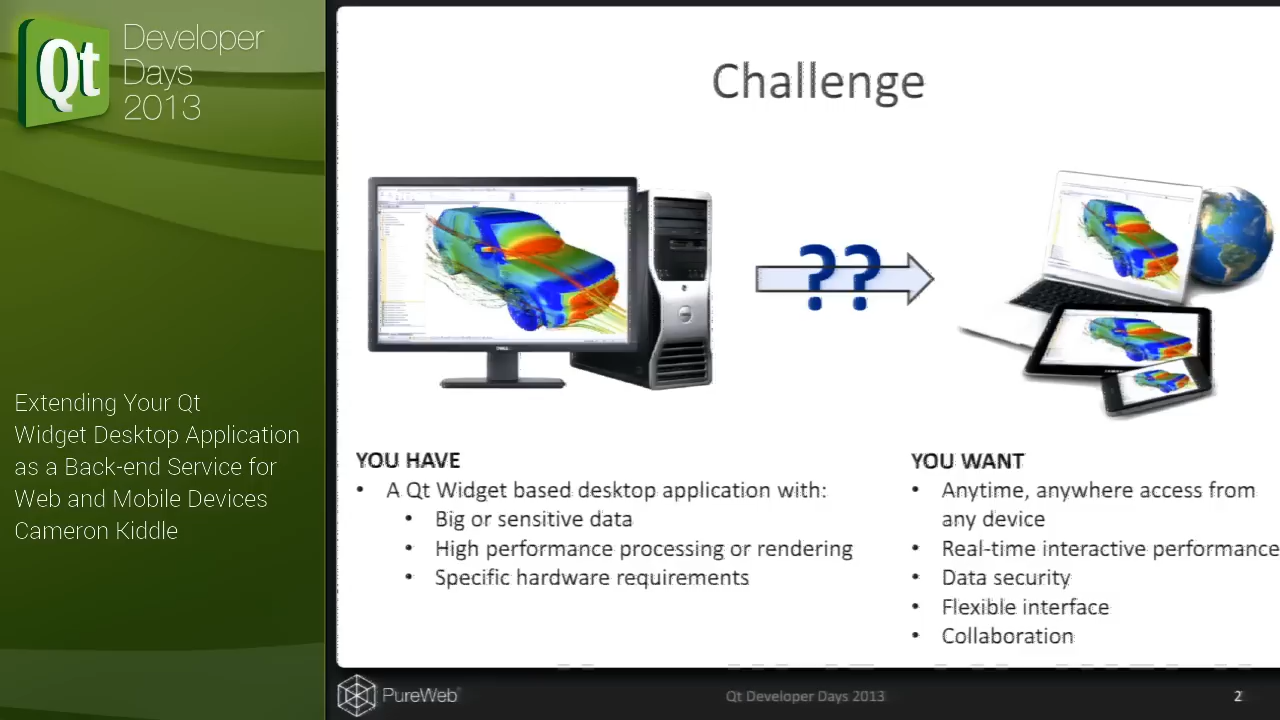 Qt
Developer
Days
2013
Extending Your Qt
Widget Desktop Application
as a Back-end Service for
Web and Mobile Devices
Cameron Kiddle
Challenge
??
YOU HAVE
• A Qt Widget based desktop application with:
• Big or sensitive data
• High performance processing or rendering
• Specific hardware requirements
YOU WANT
• Anytime, anywhere access from
any device
• Real-time interactive performance
• Data security
• Flexible interface
• Collaboration
PureWeb
Qt Developer Days 2013
2